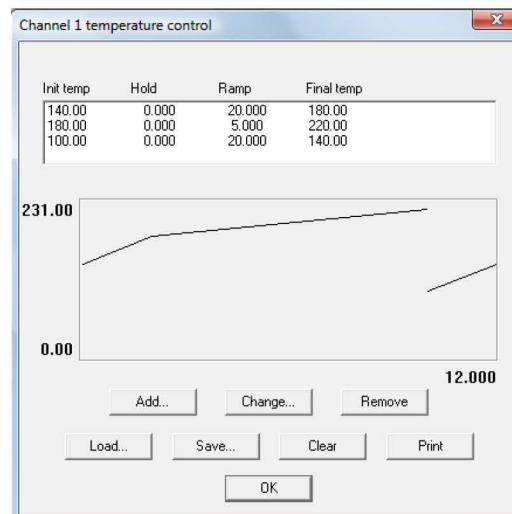 Channel 1 temperature control
Init temp Hold Ramp Final temp
140.00 0.000 20.000 180.00
180.00 0.000 5.000 220.00
100.00 0.000 20.000 140.00
231.00
0.00
12.000
Add... Change... Remove
Load... Save... Clear Print
OK